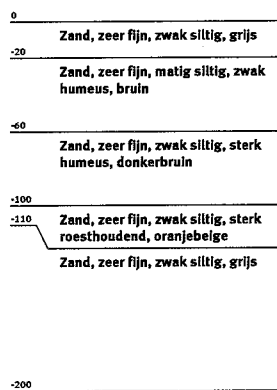 0
Zand, zeer fijn, zwak siltig, grijs
-20
Zand, zeer fijn, matig siltig, zwak
humeus, bruin
-60
Zand, zeer fijn, zwak siltig, sterk
humeus, donkerbruin
-100
Zand, zeer fijn, zwak siltig, sterk
-110
roesthoudend, oranjebeige
Zand, zeer fijn, zwak siltig, grijs
-200